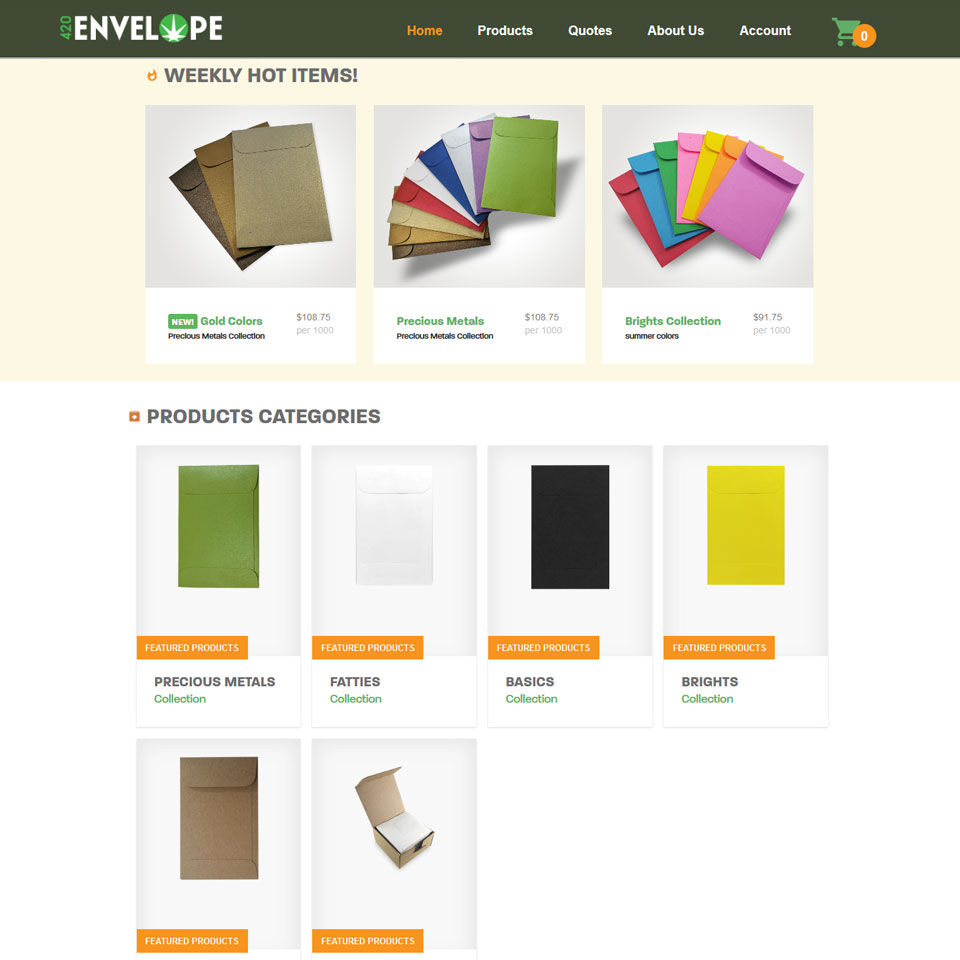 420 ENVELOPE
Home Products Quotes About Us Account 0
WEEKLY HOT ITEMS!
NEW! Gold Colors $108.75
Precious Metals Collection per 1000
Precious Metals $108.75
Precious Metals Collection per 1000
Brights Collection $91.75
summer colors per 1000
PRODUCTS CATEGORIES
FEATURED PRODUCTS
PRECIOUS METALS
Collection
FEATURED PRODUCTS
FATTIES
Collection
FEATURED PRODUCTS
BASICS
Collection
FEATURED PRODUCTS
BRIGHTS
Collection
FEATURED PRODUCTS
FEATURED PRODUCTS